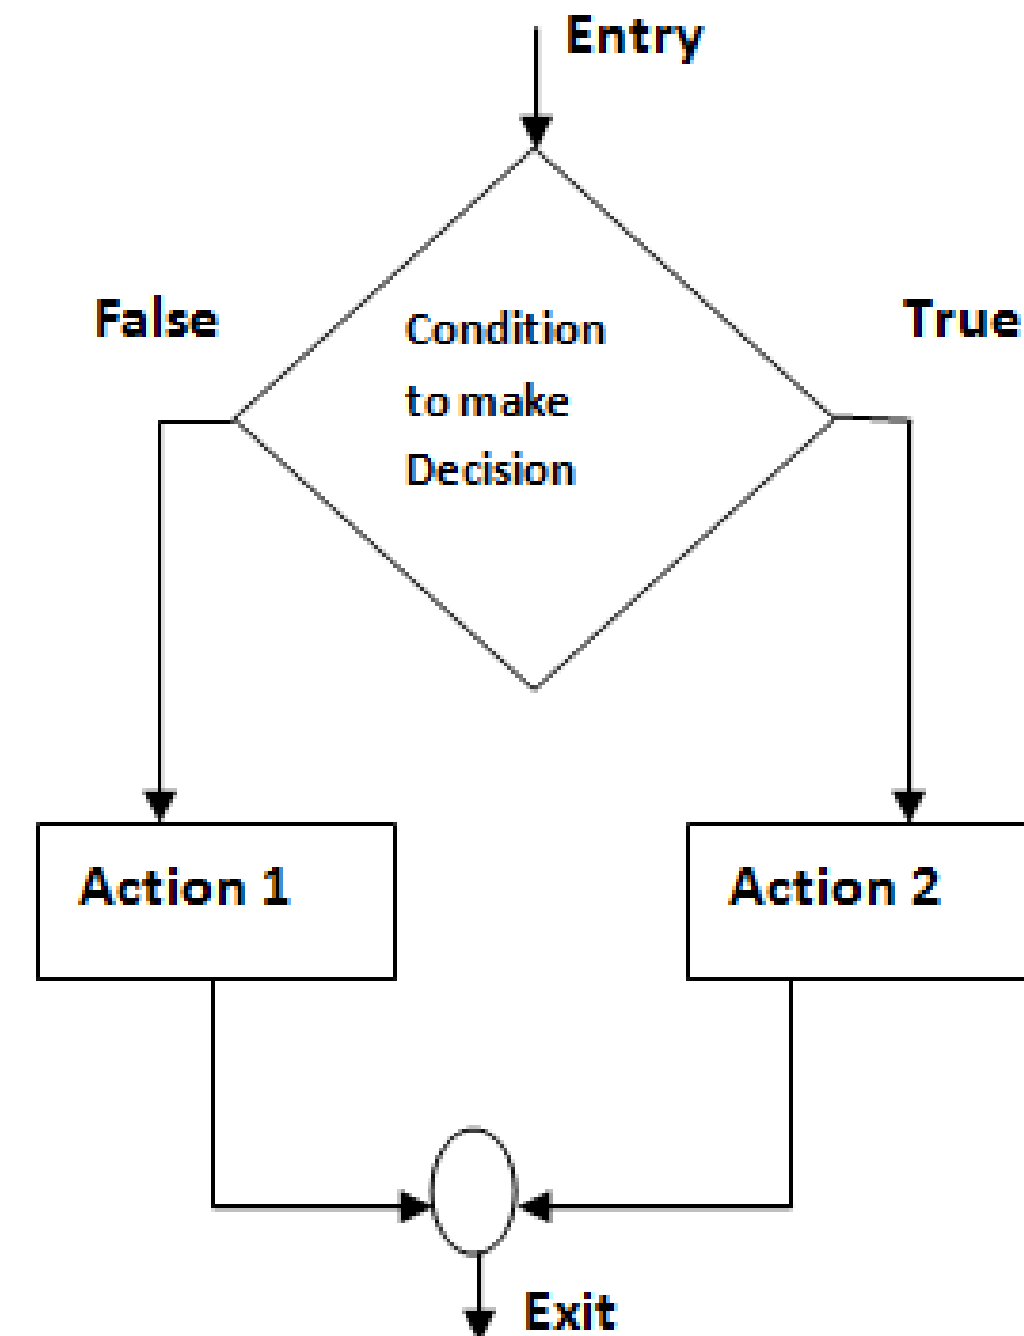 Entry
False
True
Condition
to make
Decision
Action 1
Action 2
Exit